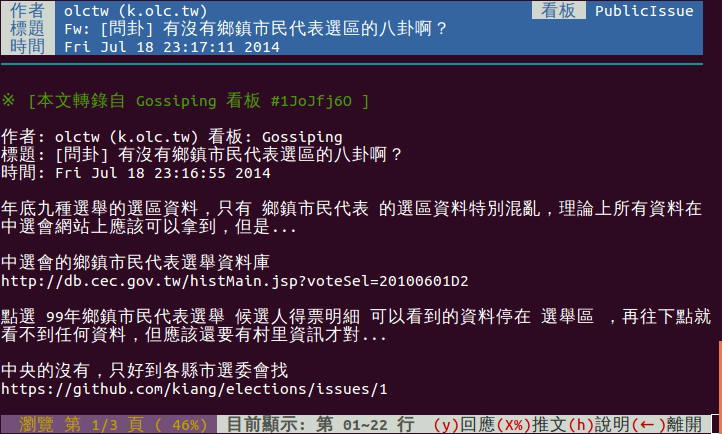 作者 olctw (k.olc.tw) 看板 PublicIssue
標題 Fw: [問卦] 有沒有鄉鎮市民代表選區的八卦啊？
時間 Fri Jul 18 23:17:11 2014
※ [本文轉錄自 Gossiping 看板 #1JoJfj6O ]
作者: olctw (k.olc.tw) 看板: Gossiping
標題: [問卦] 有沒有鄉鎮市民代表選區的八卦啊？
時間: Fri Jul 18 23:16:55 2014
年底九種選舉的選區資料，只有 鄉鎮市民代表 的選區資料特別混亂，理論上所有資料在
中選會網站上應該可以拿到，但是...
中選會的鄉鎮市民代表選舉資料庫
http://db.cec.gov.tw/histMain.jsp?voteSel=20100601D2
點選 99年鄉鎮市民代表選舉 候選人得票明細 可以看到的資料停在 選舉區 ，再往下點就
看不到任何資料，但應該還要有村里資訊才對...
中央的沒有，只好到各縣市選委會找
https://github.com/kiang/elections/issues/1
瀏覽 第 1/3 頁 ( 46%) 目前顯示: 第 01~22 行 (y)回應(X%)推文(h)說明(←)離開